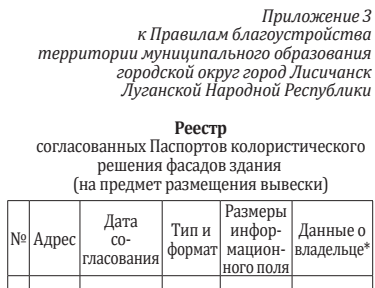 Приложение 3
к Правилам благоустройства
территории муниципального образования
городской округ город Лисичанск
Луганской Народной Республики
Реестр
согласованных Паспортов колористического
решения фасадов здания
(на предмет размещения вывески)
№ Адрес Дата со-гласования Тип и формат Размеры инфор-мацион-ного поля Данные о владельце*